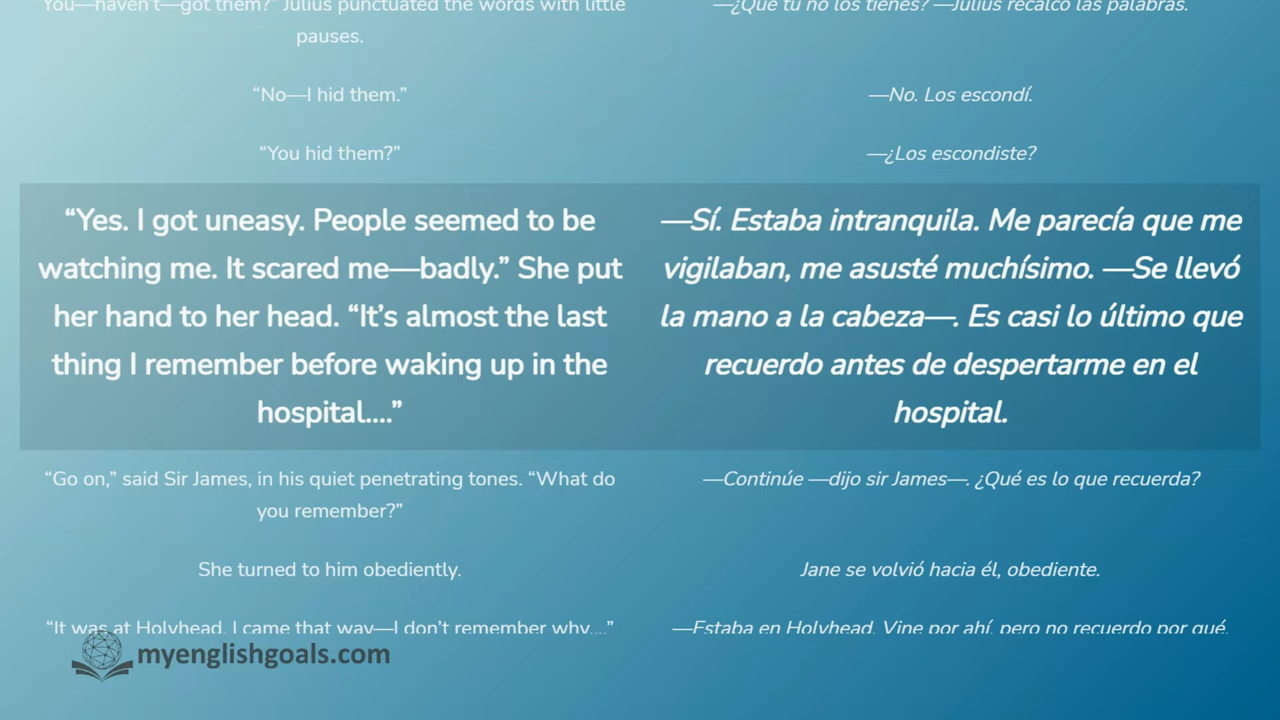 "You—haven't—got them?" Julius punctuated the words with little
pauses.
“No—I hid them.”
“You hid them?”
“Yes. I got uneasy. People seemed to be
watching me. It scared me—badly.” She put
her hand to her head. “It’s almost the last
thing I remember before waking up in the
hospital....”
“Go on,” said Sir James, in his quiet penetrating tones. “What do
you remember?”
She turned to him obediently.
“It was at Holyhead. I came that way—I don’t remember why....”
—¿Que tú no los tienes? —Julius recalcó las palabras.
—No. Los escondí.
—¿Los escondiste?
—Sí. Estaba intranquila. Me parecía que me
vigilaban, me asusté muchísimo. —Se llevó
la mano a la cabeza—. Es casi lo último que
recuerdo antes de despertarme en el
hospital.
—Continúe —dijo sir James—. ¿Qué es lo que recuerda?
Jane se volvió hacia él, obediente.
—Estaba en Holyhead. Vine por ahí, pero no recuerdo por qué.
myenglishgoals.com